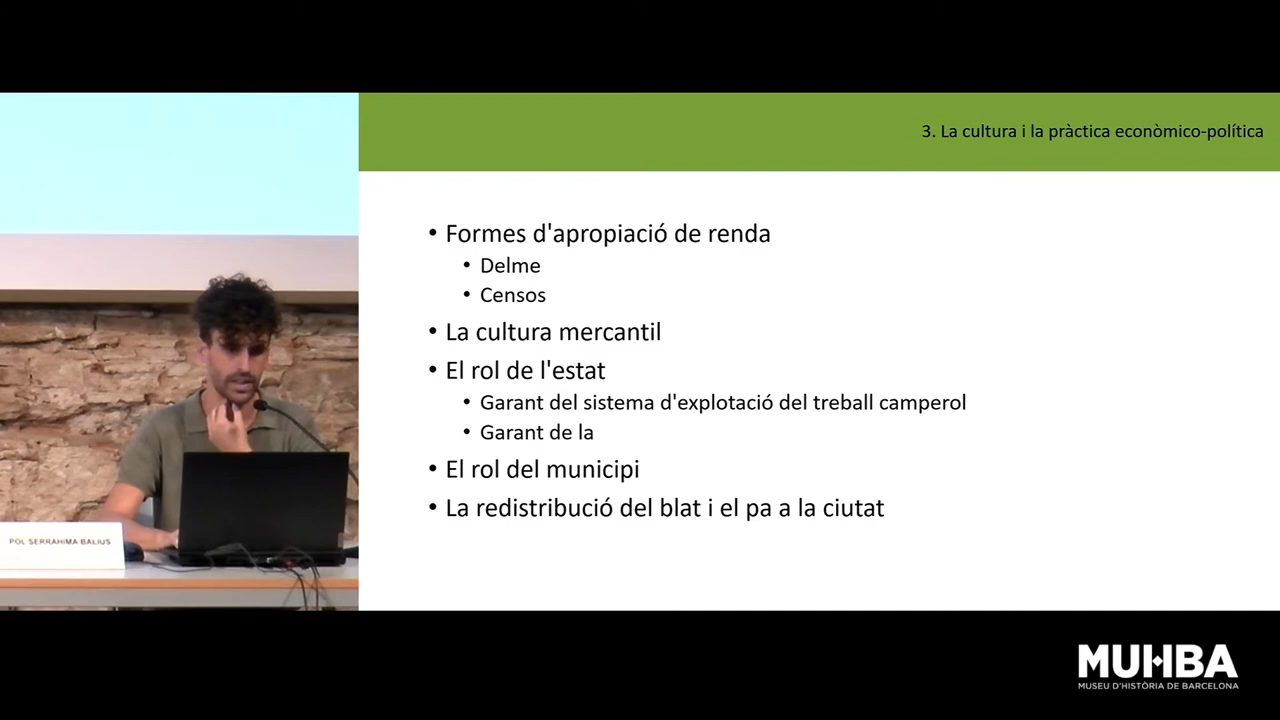 3. La cultura i la pràctica econòmico-política
• Formes d'apropiació de renda
• Delme
• Censos
• La cultura mercantil
• El rol de l'estat
• Garant del sistema d'explotació del treball camperol
• Garant de la
• El rol del municipi
• La redistribució del blat i el pa a la ciutat
POL SERRAHIMA BALIUS
MUHBA
MUSEU D'HISTÒRIA DE BARCELONA